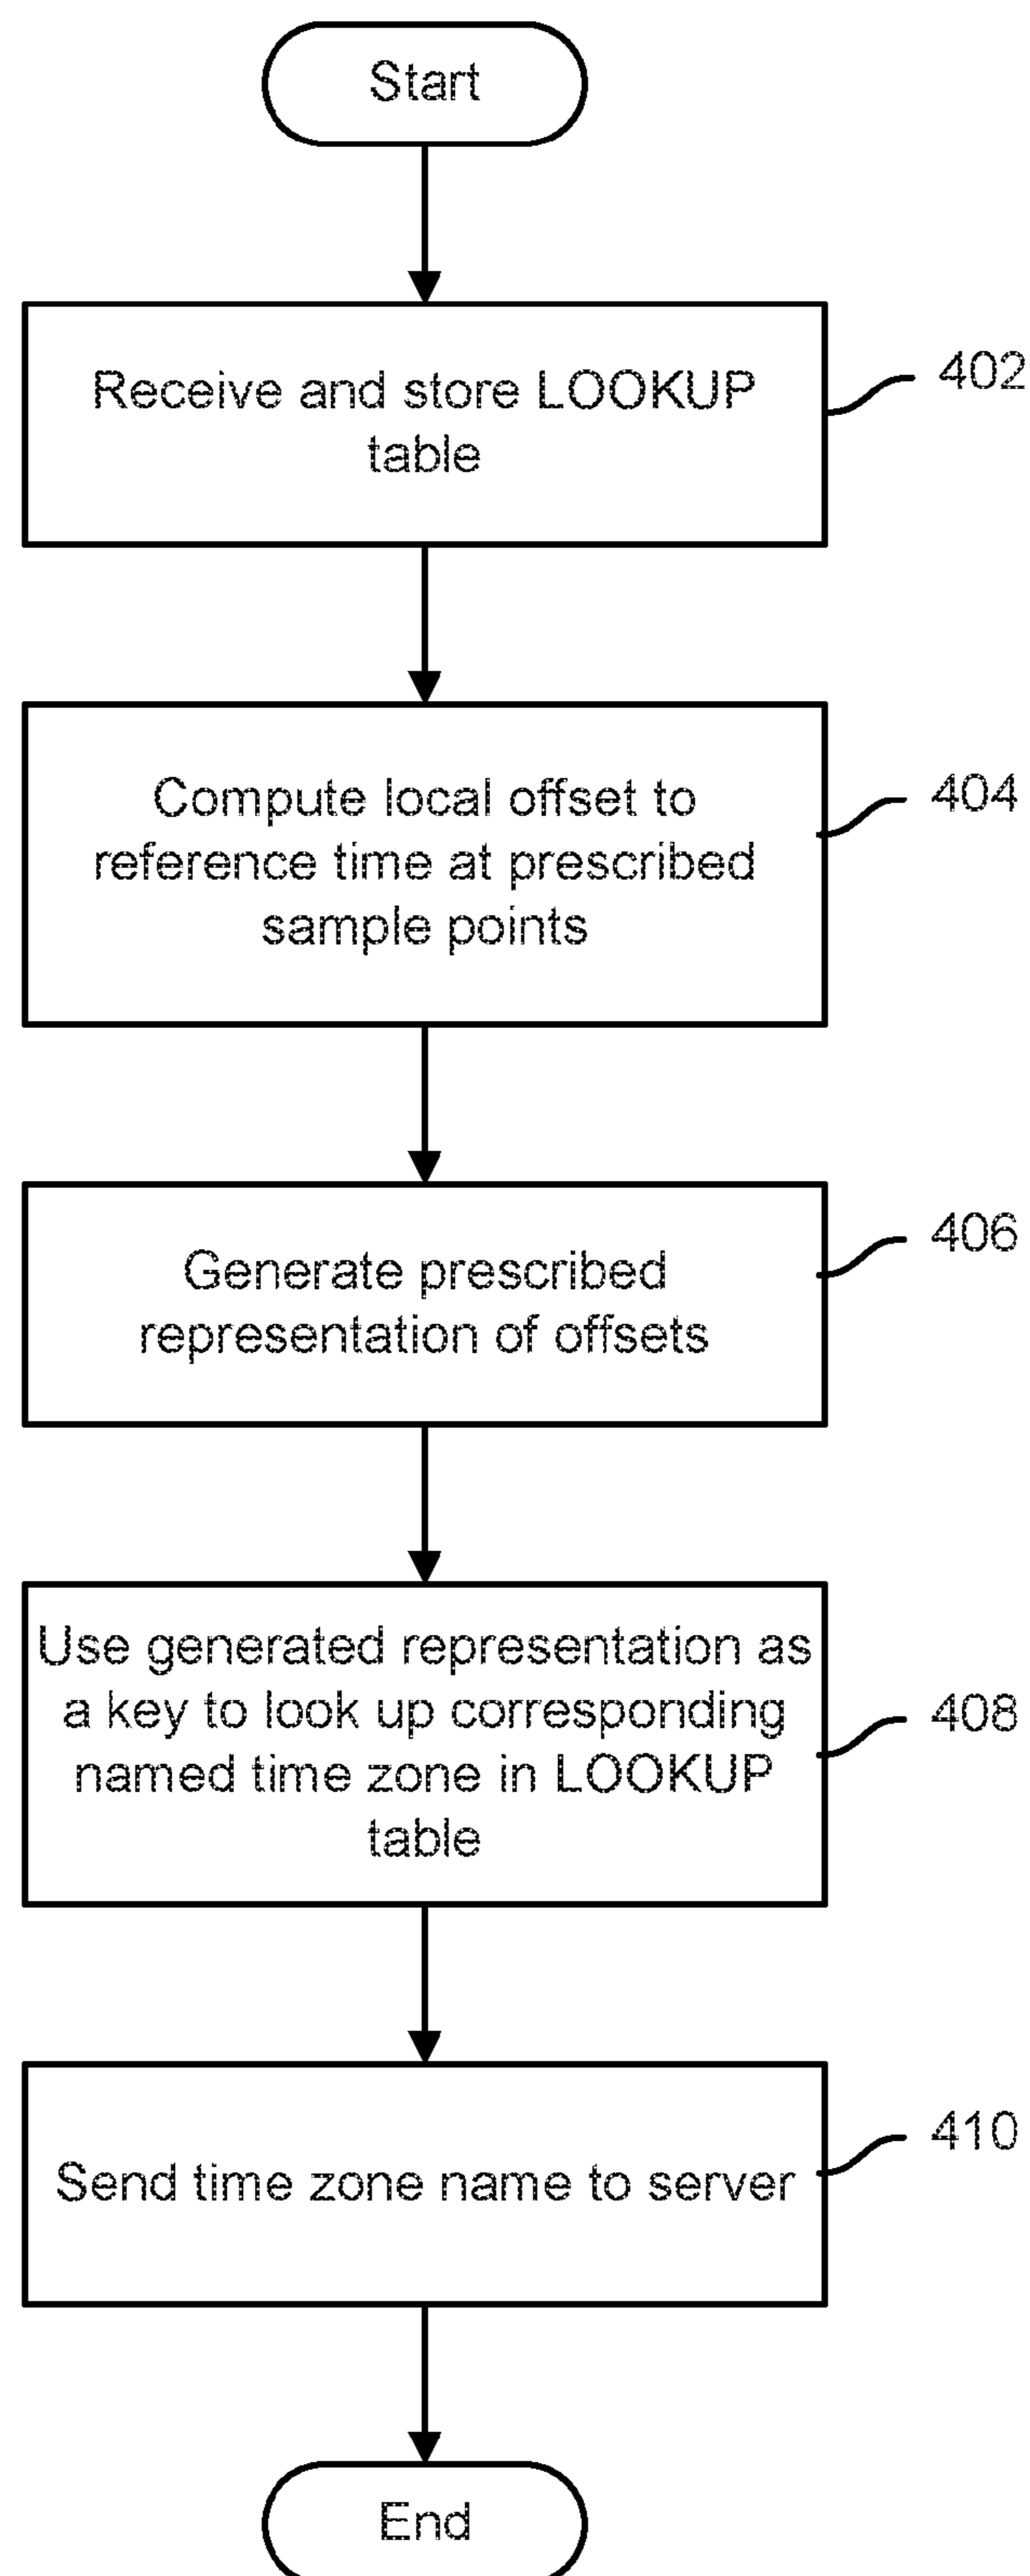 Start
Receive and store LOOKUP
table
402
Compute local offset to
reference time at prescribed
sample points
404
Generate prescribed
representation of offsets
406
Use generated representation as
a key to look up corresponding
named time zone in LOOKUP
table
408
Send time zone name to server
410
End